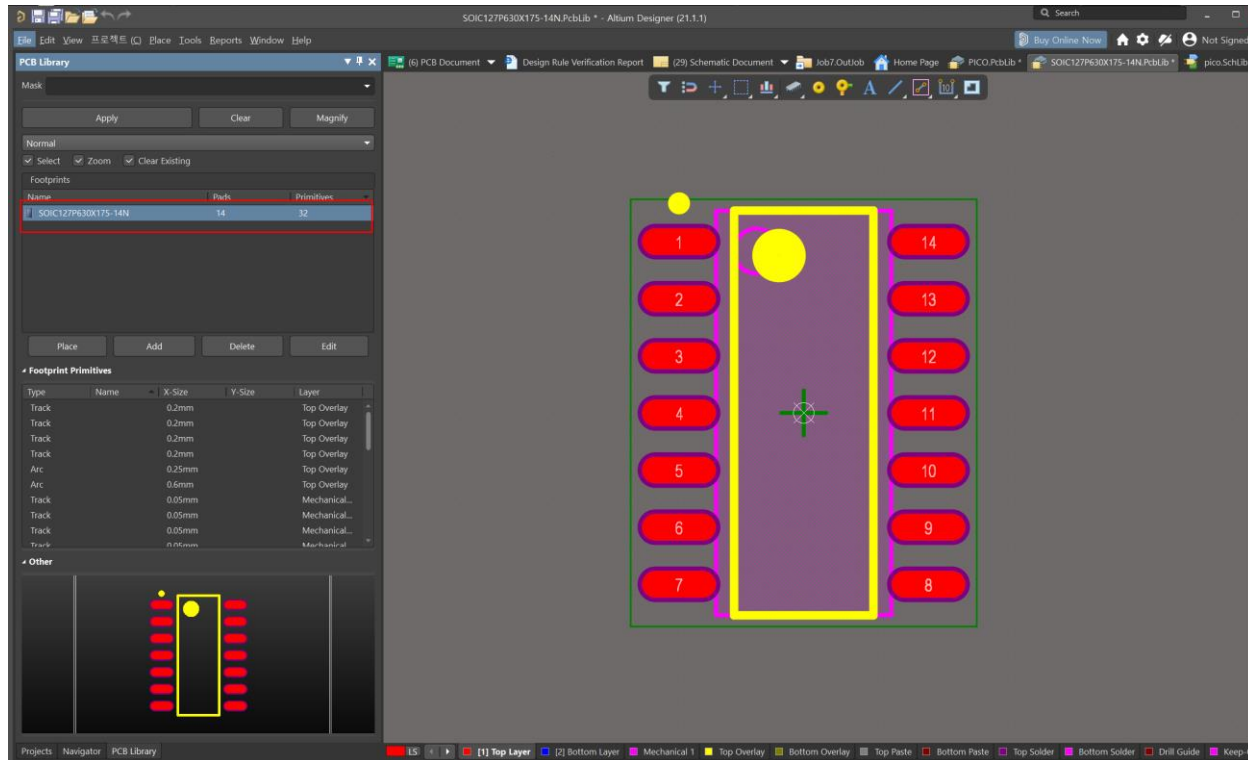 SOIC127P630X175-14N.PcbLib * - Altium Designer (21.1.1)
Search
File Edit View 프로젝트 (C) Place Tools Reports Window Help
Buy Online Now
Not Signed
PCB Library
(6) PCB Document
Design Rule Verification Report
(29) Schematic Document
Job7.OutJob
Home Page
PICO.PcbLib *
SOIC127P630X175-14N.PcbLib *
pico.SchLib
Mask
Apply Clear Magnify
Normal
Select Zoom Clear Existing
Footprints
Name Pads Primitives
SOIC127P630X175-14N 14 32
Place Add Delete Edit
Footprint Primitives
Type Name X-Size Y-Size Layer
Track 0.2mm Top Overlay
Track 0.2mm Top Overlay
Track 0.2mm Top Overlay
Track 0.2mm Top Overlay
Arc 0.25mm Top Overlay
Arc 0.6mm Top Overlay
Track 0.05mm Mechanical...
Track 0.05mm Mechanical...
Track 0.05mm Mechanical...
Track 0.05mm Mechanical
Other
1 14
2 13
3 12
4 11
5 10
6 9
7 8
Projects Navigator PCB Library
LS [1] Top Layer [2] Bottom Layer Mechanical 1 Top Overlay Bottom Overlay Top Paste Bottom Paste Top Solder Bottom Solder Drill Guide Keep-